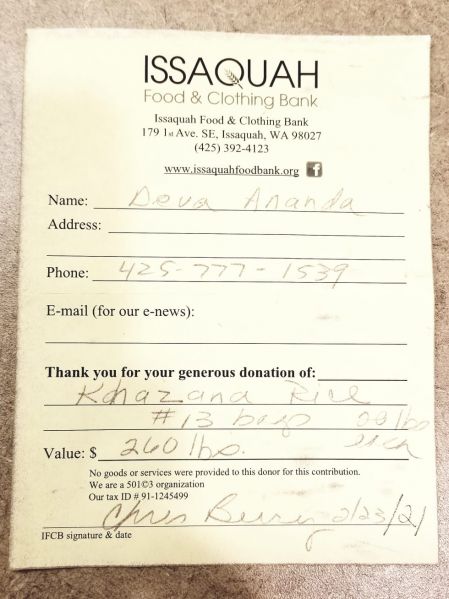 ISSAQUAH
Food & Clothing Bank
Issaquah Food & Clothing Bank
179 1st Ave. SE, Issaquah, WA 98027
(425) 392-4123
www.issaquahfoodbank.org f
Name: Deva Ananda
Address:
Phone: 425-777-1539
E-mail (for our e-news):
Thank you for your generous donation of:
Khazana Rice
#13 bags 20 lbs
each
Value: $ 260 lbs.
No goods or services were provided to this donor for this contribution.
We are a 501©3 organization
Our tax ID # 91-1245499
Chris 2/23/21
IFCB signature & date